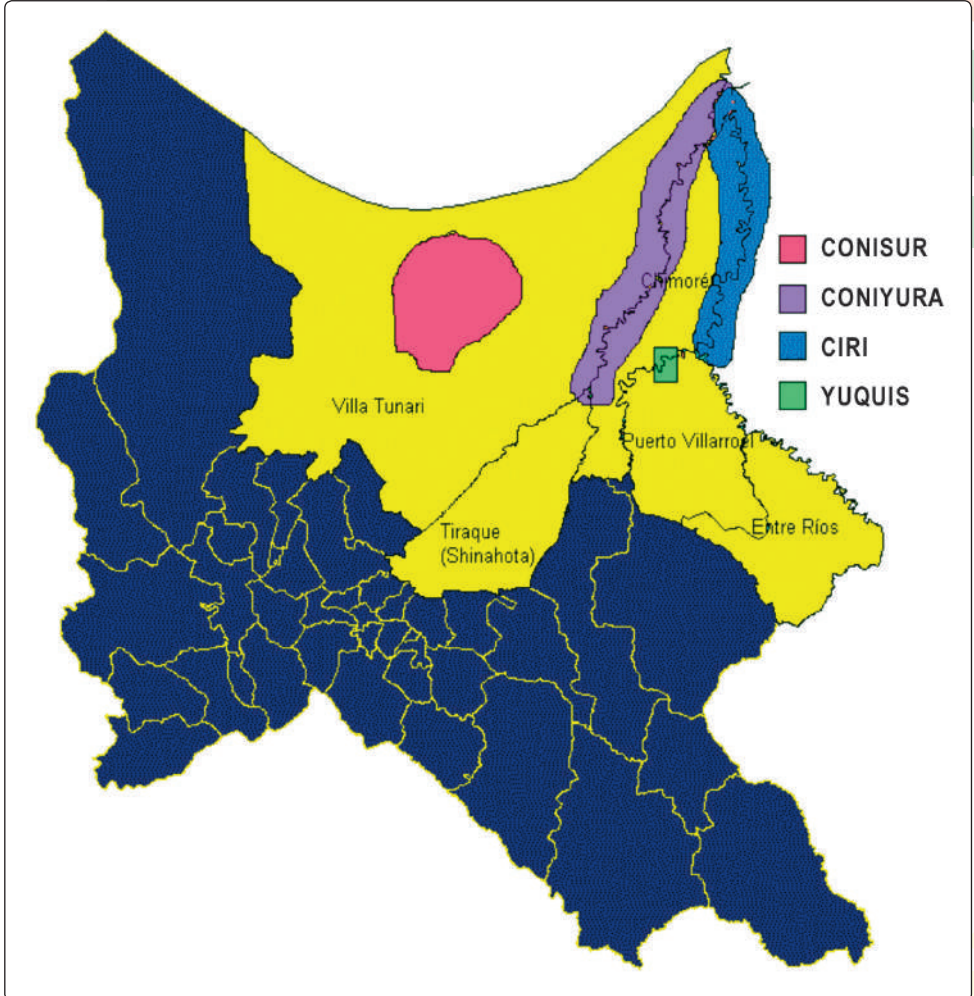 CONISUR
Chimoré
CONIYURA
CIRI
YUQUIS
Villa Tunari
Puerto Villarroel
Entre Ríos
Tiraque
(Shinahota)